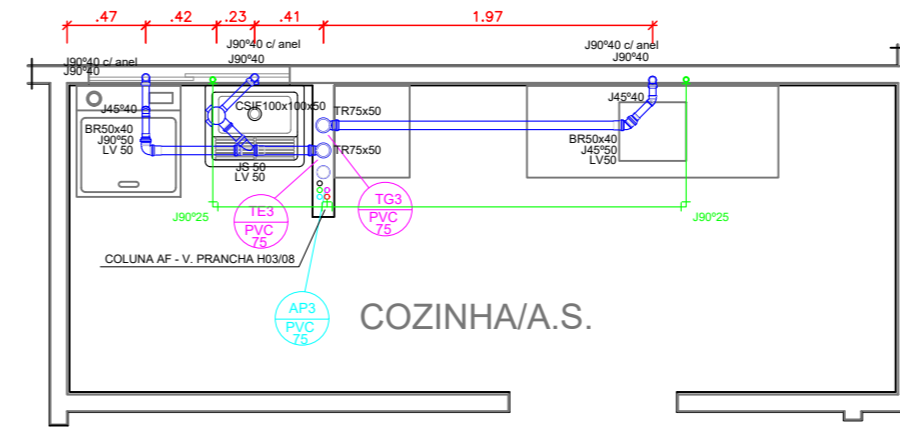 .47
.42
.23
.41
1.97
J90º40 c/ anel
J90º40
J90º40 c/ anel
J90º40
J90º40 c/ anel
J90º40
J45º40
CSIF100x100x50
TR75x50
J45º40
BR50x40
J90º50
LV 50
BR50x40
J45º50
LV50
TR75x50
JS 50
LV 50
TE3
PVC
75
TG3
PVC
75
J90º25
J90º25
COLUNA AF - V. PRANCHA H03/08
AP3
PVC
75
COZINHA/A.S.